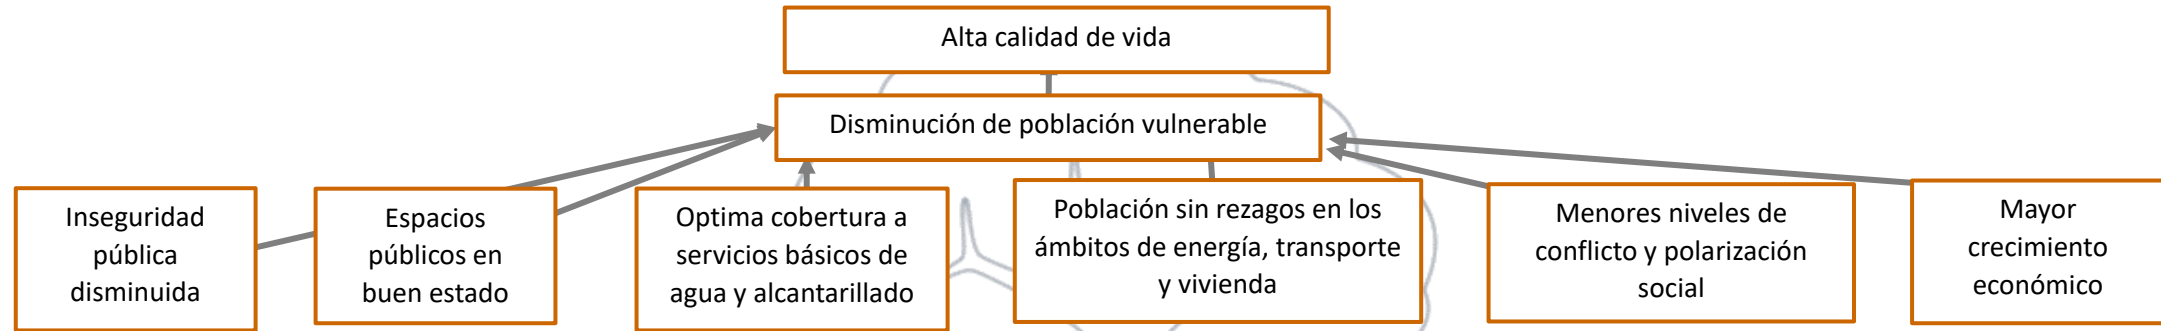 Alta calidad de vida
Disminución de población vulnerable
Inseguridad
pública
disminuida
Espacios
públicos en
buen estado
Optima cobertura a
servicios básicos de
agua y alcantarillado
Población sin rezagos en los
ámbitos de energía, transporte
y vivienda
Menores niveles de
conflicto y polarización
social
Mayor
crecimiento
económico